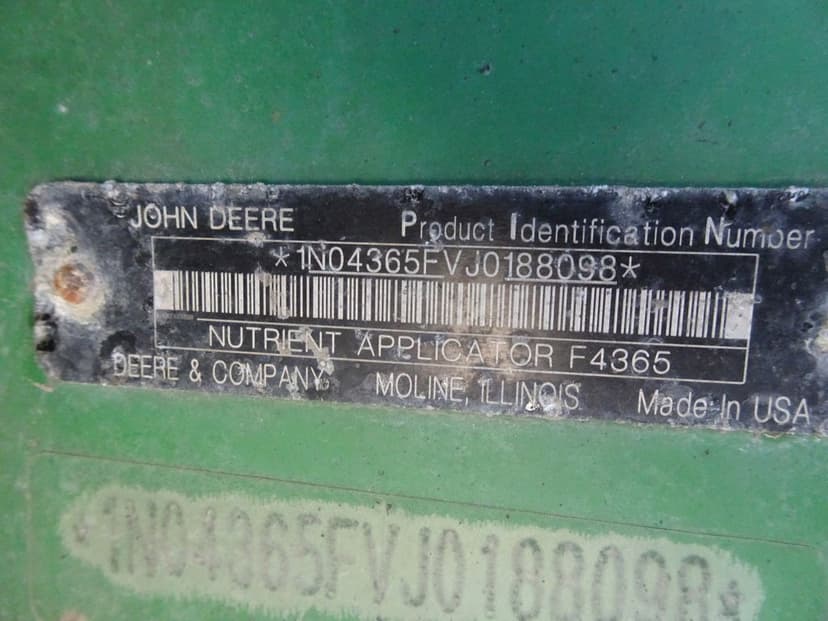 JOHN DEERE Product Identification Number
*1N04365FVJ0188098*
NUTRIENT APPLICATOR F4365
DEERE & COMPANY MOLINE, ILLINOIS Made In USA
*1N04365FVJ0188098*